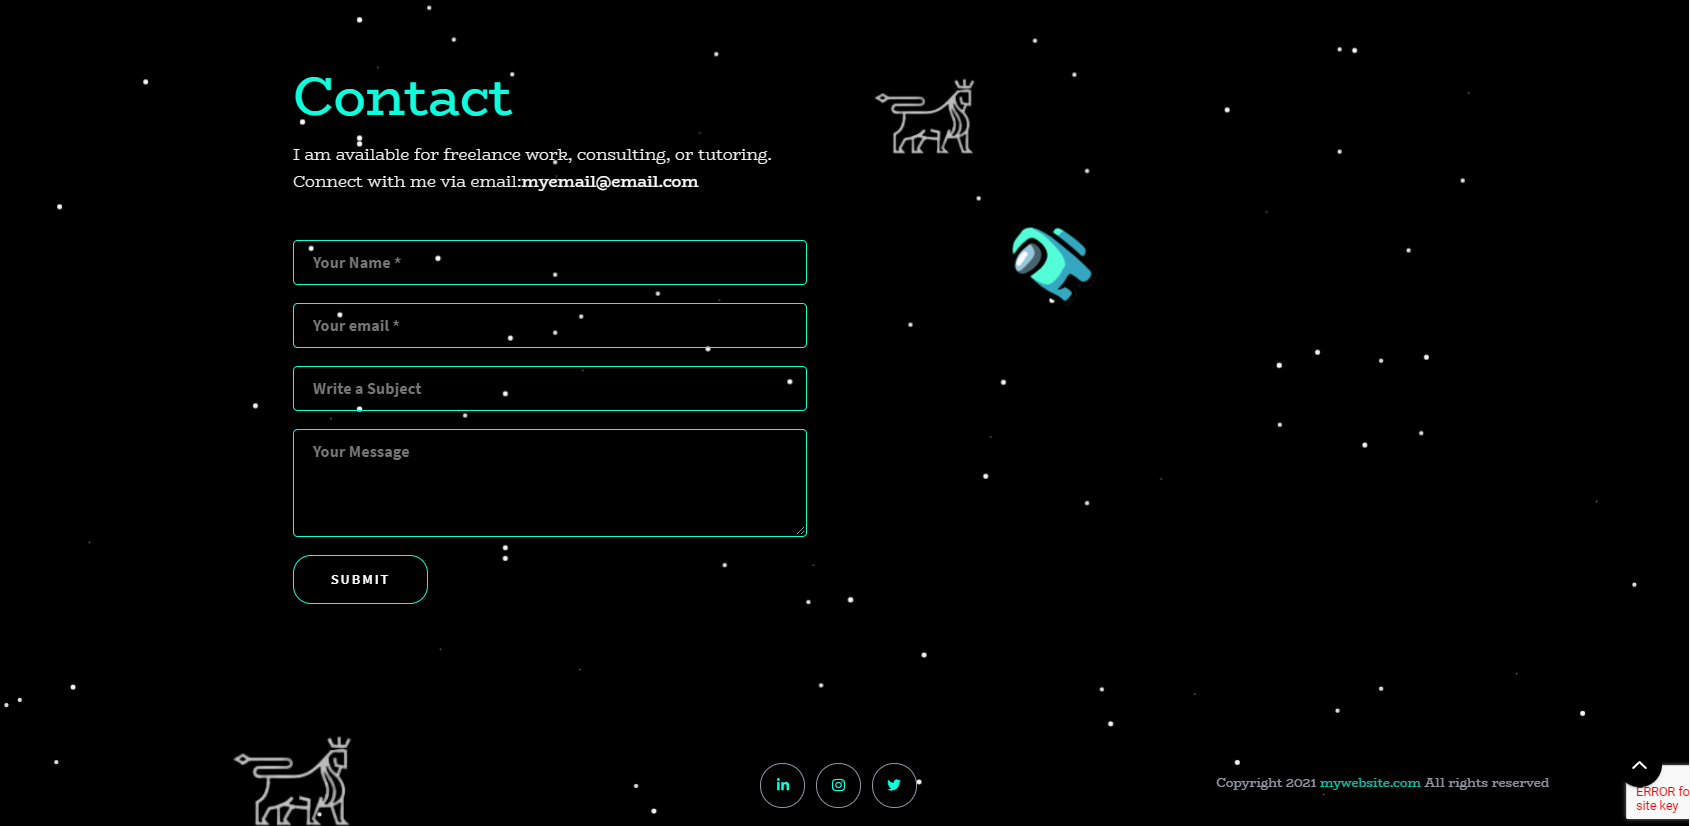 Contact
I am available for freelance work, consulting, or tutoring.
Connect with me via email:myemail@email.com
Your Name *
Your email *
Write a Subject
Your Message
SUBMIT
in
Copyright 2021 mywebsite.com All rights reserved
ERROR fo
site key